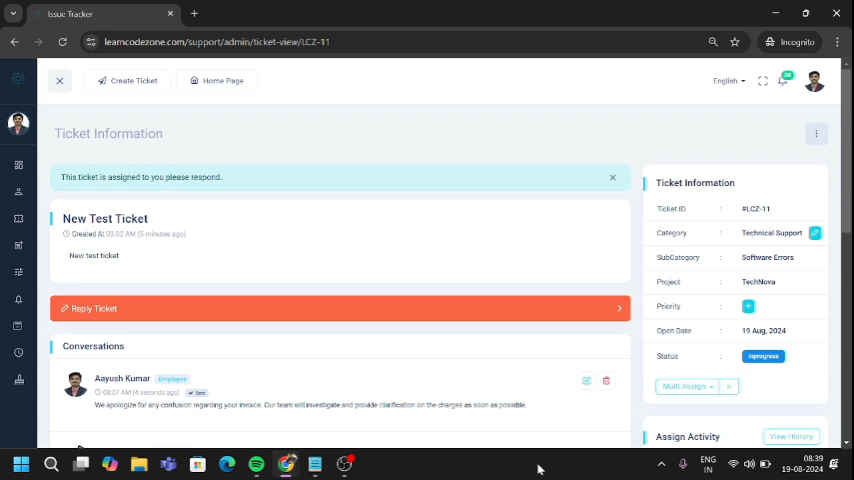 Issue Tracker
learncodezone.com/support/admin/ticket-view/LCZ-11
Incognito
Create Ticket
Home Page
English
Ticket Information
This ticket is assigned to you please respond.
New Test Ticket
Created At 03:02 AM (5 minutes ago)
New test ticket
Reply Ticket
Conversations
Aayush Kumar Employee
03:07 AM (4 seconds ago) Sent
We apologize for any confusion regarding your invoice. Our team will investigate and provide clarification on the charges as soon as possible.
Ticket Information
Ticket ID : #LCZ-11
Category : Technical Support
SubCategory : Software Errors
Project : TechNova
Priority :
Open Date : 19 Aug, 2024
Status : Inprogress
Multi Assign
Assign Activity
View History
ENG
IN
08:39
19-08-2024